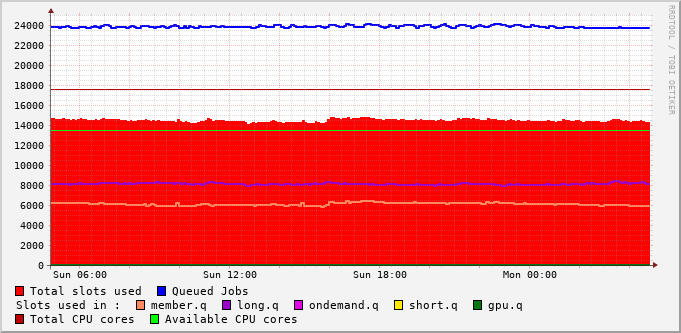 24000
22000
20000
18000
16000
14000
12000
10000
8000
6000
4000
2000
0
Sun 06:00 Sun 12:00 Sun 18:00 Mon 00:00
Total slots used Queued Jobs
Slots used in : member.q long.q ondemand.q short.q gpu.q
Total CPU cores Available CPU cores
RRDTOOL / TOBI OETIKER